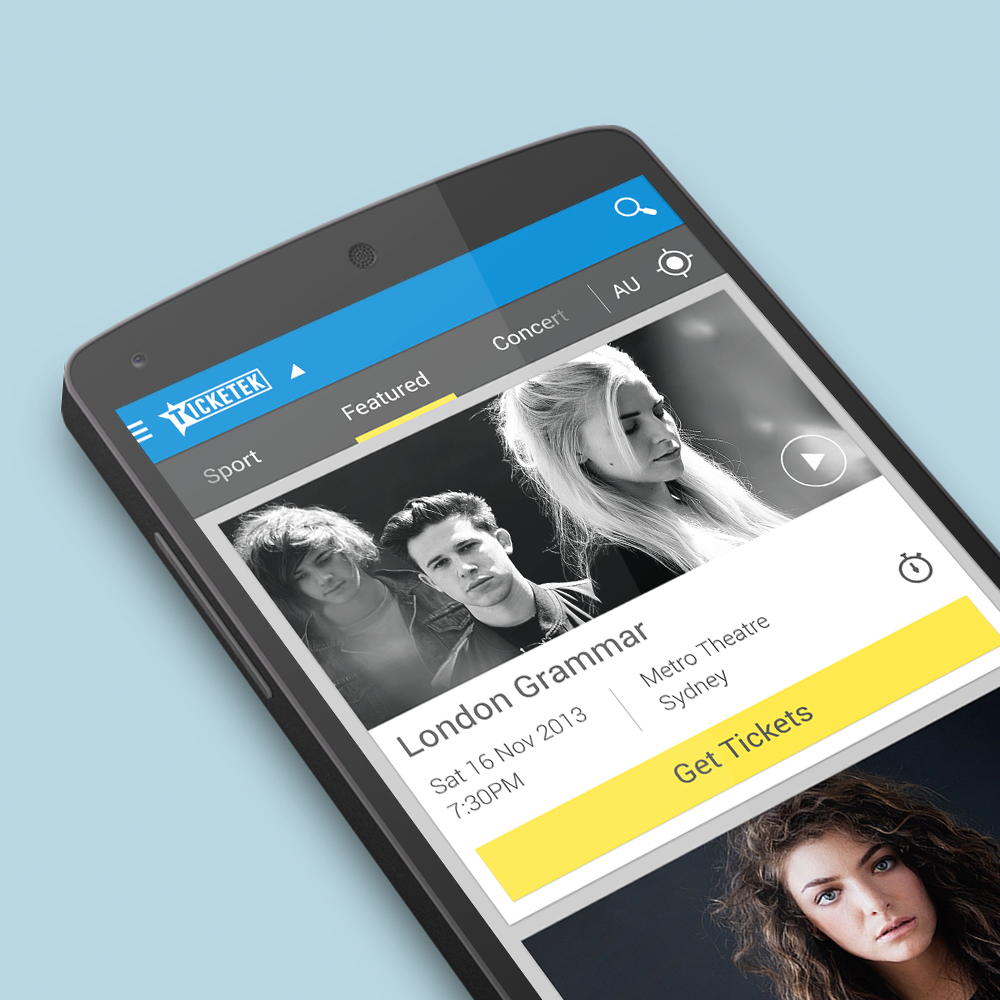 TICKETEK
Sport
Featured
Concert
AU
London Grammar
Sat 16 Nov 2013
7:30PM
Metro Theatre
Sydney
Get Tickets